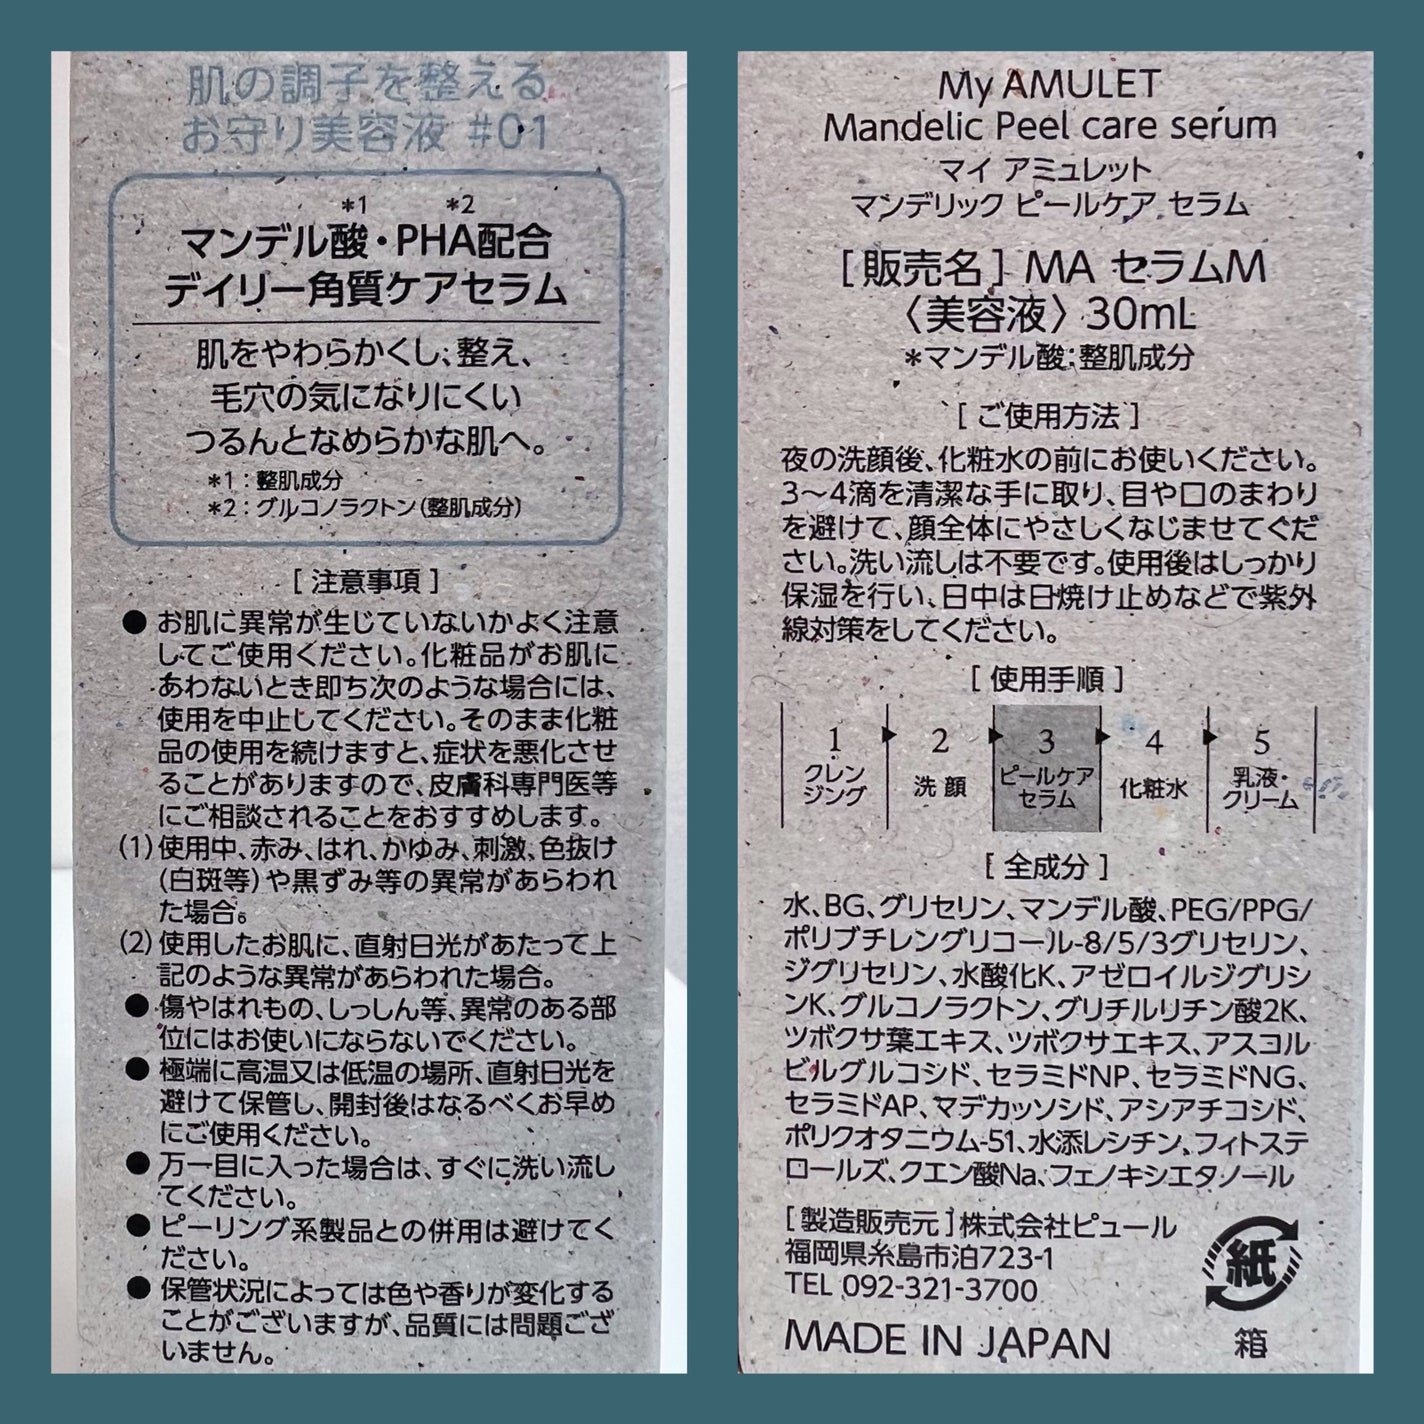 肌の調子を整える
お守り美容液 #01
*1 *2
マンデル酸・PHA配合
デイリー角質ケアセラム
肌をやわらかくし、整え、
毛穴の気になりにくい
つるんとなめらかな肌へ。
*1:整肌成分
*2:グルコノラクトン(整肌成分)
[注意事項]
●お肌に異常が生じていないかよく注意
してご使用ください。化粧品がお肌に
あわないとき即ち次のような場合には、
使用を中止してください。そのまま化粧
品の使用を続けますと、症状を悪化させ
ることがありますので、皮膚科専門医等
にご相談されることをおすすめします。
(1)使用中、赤み、はれ、かゆみ、刺激、色抜け
(白斑等)や黒ずみ等の異常があらわれ
た場合。
(2)使用したお肌に、直射日光があたって上
記のような異常があらわれた場合。
●傷やはれもの、しっしん等、異常のある部
位にはお使いにならないでください。
●極端に高温又は低温の場所、直射日光を
避けて保管し、開封後はなるべくお早め
にご使用ください。
●万一目に入った場合は、すぐに洗い流し
てください。
●ピーリング系製品との併用は避けてく
ださい。
●保管状況によっては色や香りが変化する
ことがございますが、品質には問題ござ
いません。
My AMULET
Mandelic Peel care serum
マイ アミュレット
マンデリック ピールケア セラム
[販売名] MA セラムM
〈美容液〉30mL
*マンデル酸:整肌成分
[ご使用方法]
夜の洗顔後、化粧水の前にお使いください。
3〜4滴を清潔な手に取り、目や口のまわり
を避けて、顔全体にやさしくなじませてくだ
さい。洗い流しは不要です。使用後はしっかり
保湿を行い、日中は日焼け止めなどで紫外
線対策をしてください。
[使用手順]
1 ▶ 2 ▶ 3 ▶ 4 ▶ 5
クレンジング 洗顔 ピールケアセラム 化粧水 乳液・クリーム
[全成分]
水、BG、グリセリン、マンデル酸、PEG/PPG/
ポリブチレングリコール-8/5/3グリセリン、
ジグリセリン、水酸化K、アゼロイルジグリシ
ンK、グルコノラクトン、グリチルリチン酸2K、
ツボクサ葉エキス、ツボクサエキス、アスコル
ビルグルコシド、セラミドNP、セラミドNG、
セラミドAP、マデカッソシド、アシアチコシド、
ポリクオタニウム-51、水添レシチン、フィトステ
ロールズ、クエン酸Na、フェノキシエタノール
[製造販売元]株式会社ピュール
福岡県糸島市泊723-1
TEL 092-321-3700
MADE IN JAPAN
紙
箱